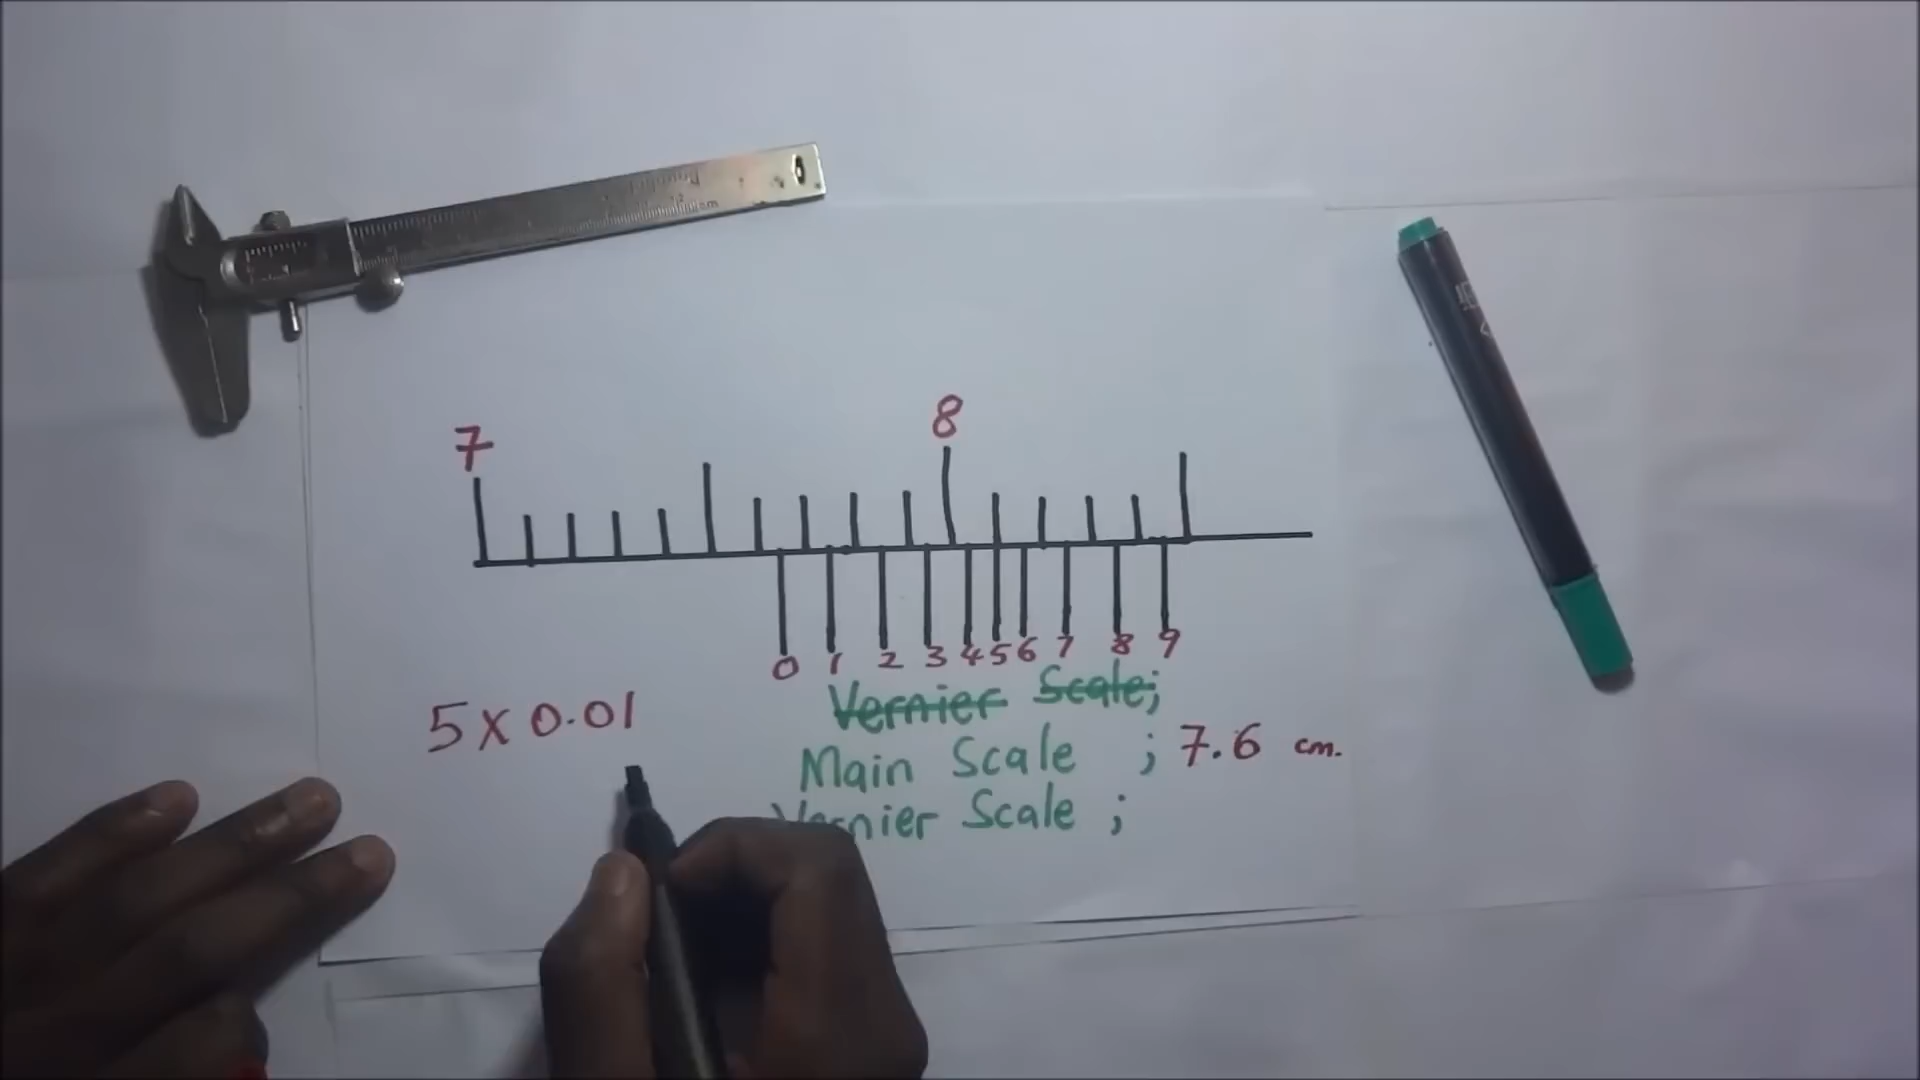 7 8
0 1 2 3 4 5 6 7 8 9
Vernier Scale;
5 X 0.01
Main Scale ; 7.6 cm.
Vernier Scale ;